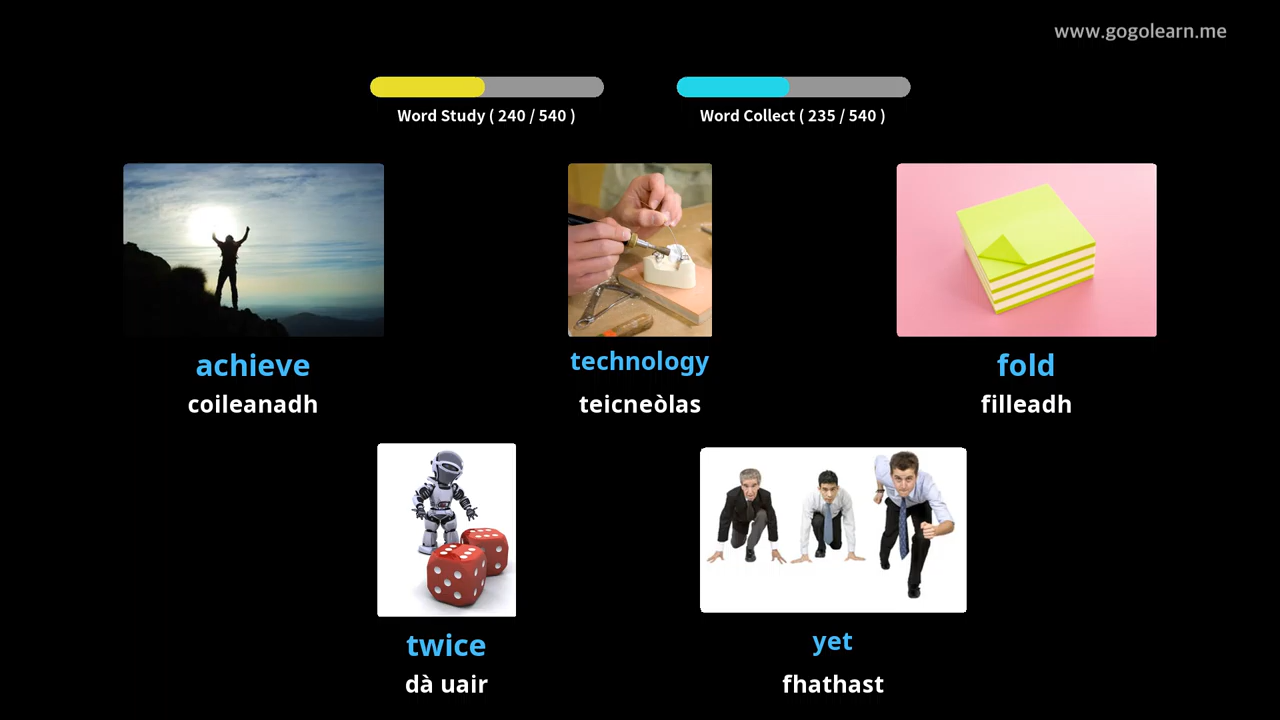 www.gogolearn.me
Word Study ( 240 / 540 )
Word Collect ( 235 / 540 )
achieve
coileanadh
technology
teicneòlas
fold
filleadh
twice
dà uair
yet
fhathast